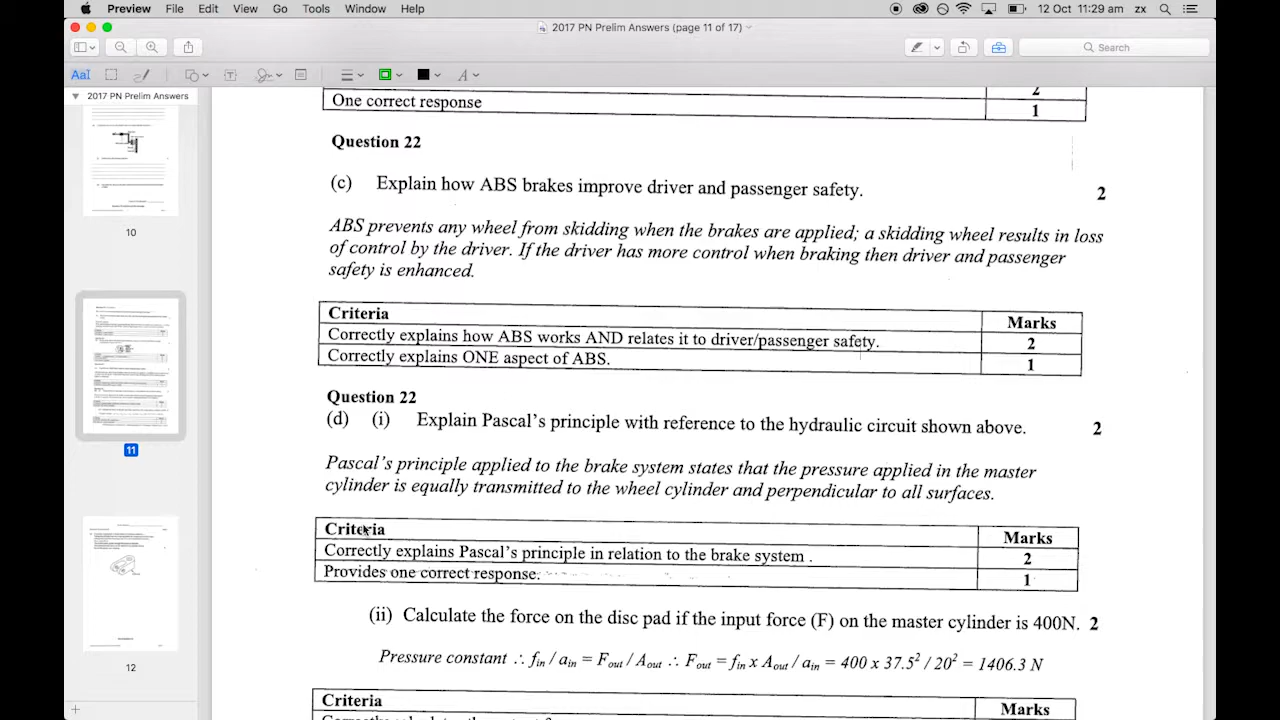 Preview File Edit View Go Tools Window Help 12 Oct 11:29 am zx
2017 PN Prelim Answers (page 11 of 17)
Search
AaI
A
2017 PN Prelim Answers
10
11
12
2
One correct response 1
Question 22
(c) Explain how ABS brakes improve driver and passenger safety. 2
ABS prevents any wheel from skidding when the brakes are applied; a skidding wheel results in loss
of control by the driver. If the driver has more control when braking then driver and passenger
safety is enhanced.
Criteria Marks
Correctly explains how ABS works AND relates it to driver/passenger safety. 2
Correctly explains ONE aspect of ABS. 1
Question 22
(d) (i) Explain Pascal's principle with reference to the hydraulic circuit shown above. 2
Pascal's principle applied to the brake system states that the pressure applied in the master
cylinder is equally transmitted to the wheel cylinder and perpendicular to all surfaces.
Criteria Marks
Correctly explains Pascal's principle in relation to the brake system . 2
Provides one correct response. 1
(ii) Calculate the force on the disc pad if the input force (F) on the master cylinder is 400N. 2
Pressure constant ∴ f_in / a_in = F_out / A_out ∴ F_out = f_in x A_out / a_in = 400 x 37.5² / 20² = 1406.3 N
Criteria Marks